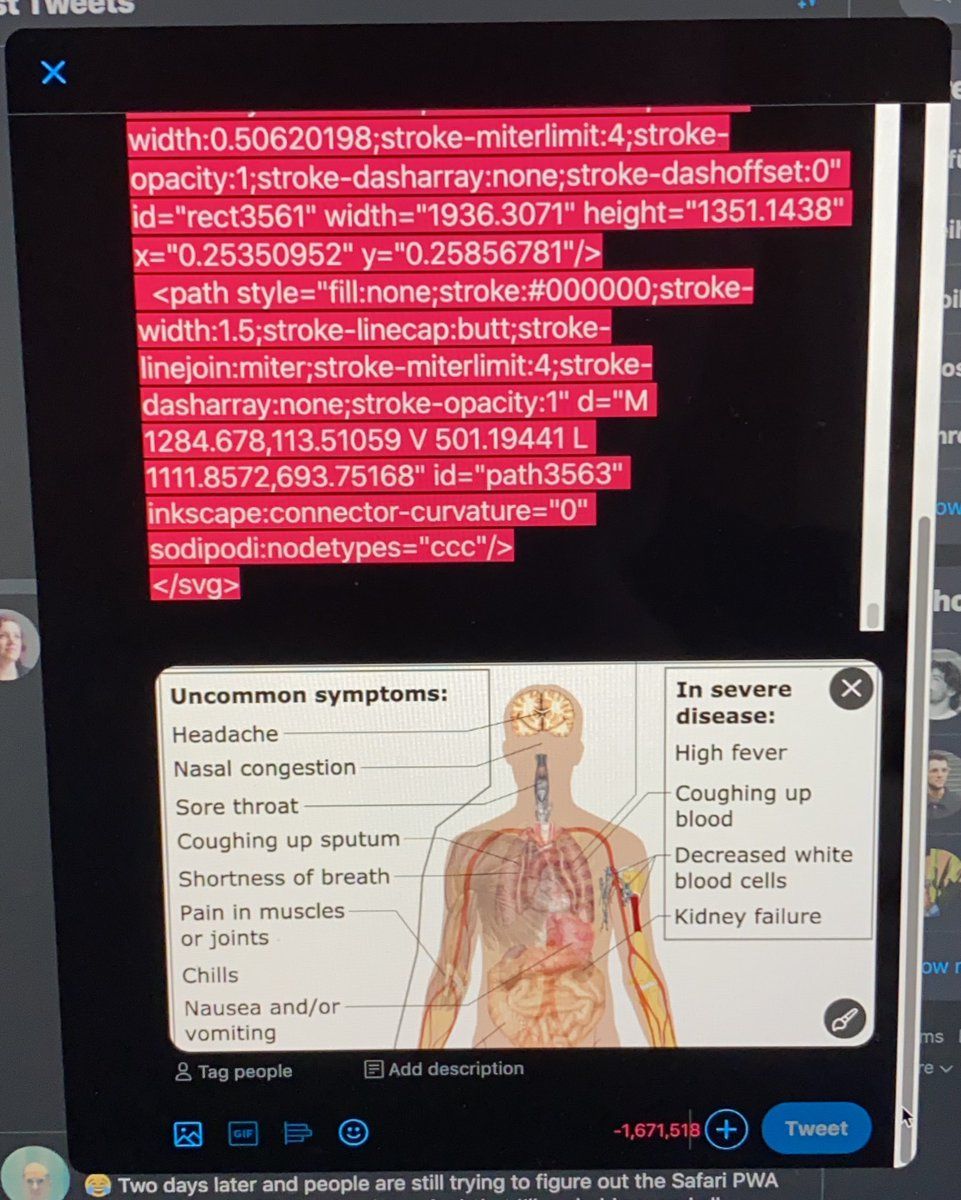 st Tweets
width:0.50620198;stroke-miterlimit:4;stroke-
opacity:1;stroke-dasharray:none;stroke-dashoffset:0"
id="rect3561" width="1936.3071" height="1351.1438"
x="0.25350952" y="0.25856781"/>
<path style="fill:none;stroke:#000000;stroke-
width:1.5;stroke-linecap:butt;stroke-
linejoin:miter;stroke-miterlimit:4;stroke-
dasharray:none;stroke-opacity:1" d="M
1284.678,113.51059 V 501.19441 L
1111.8572,693.75168" id="path3563"
inkscape:connector-curvature="0"
sodipodi:nodetypes="ccc"/>
</svg>
Uncommon symptoms:
Headache
Nasal congestion
Sore throat
Coughing up sputum
Shortness of breath
Pain in muscles
or joints
Chills
Nausea and/or
vomiting
In severe
disease:
High fever
Coughing up
blood
Decreased white
blood cells
Kidney failure
Tag people
Add description
GIF
-1,671,518
Tweet
Two days later and people are still trying to figure out the Safari PWA